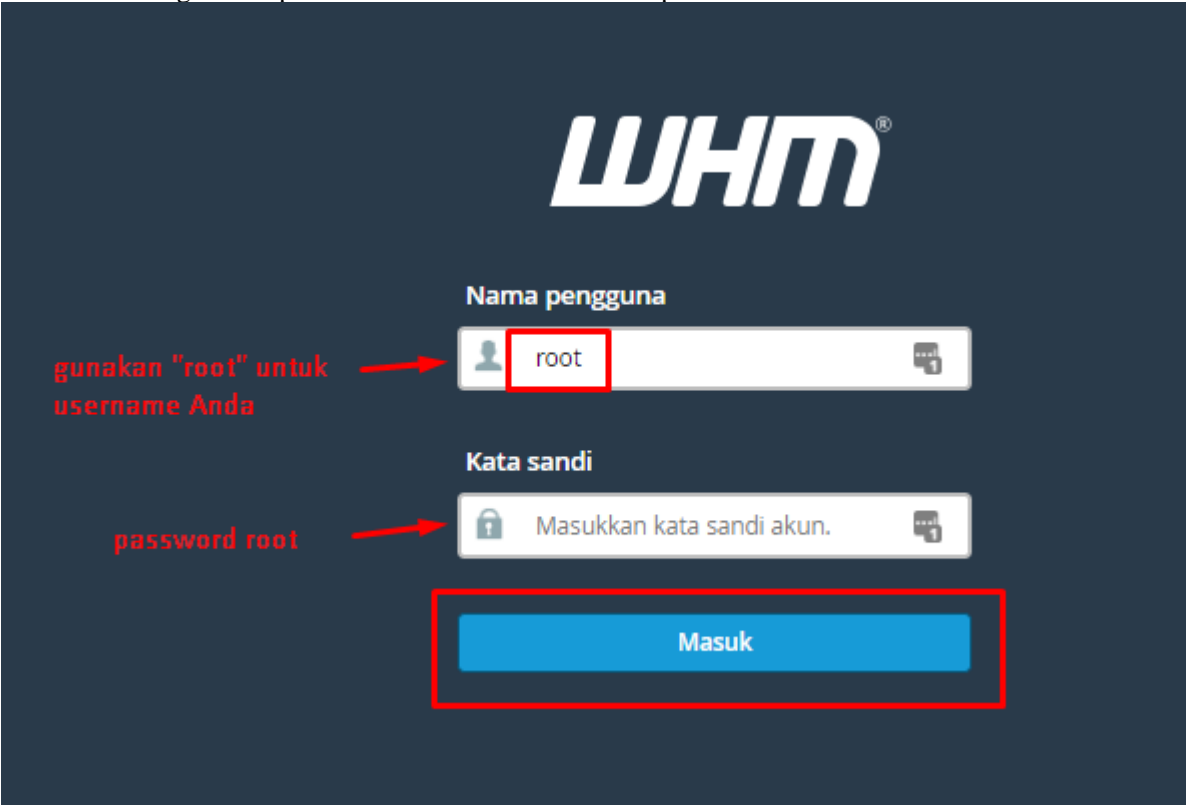 WHM®
Nama pengguna
root
gunakan "root" untuk
username Anda
Kata sandi
Masukkan kata sandi akun.
password root
Masuk